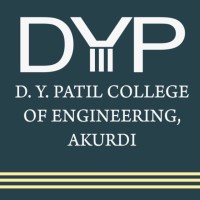 DYP
D. Y. PATIL COLLEGE
OF ENGINEERING,
AKURDI